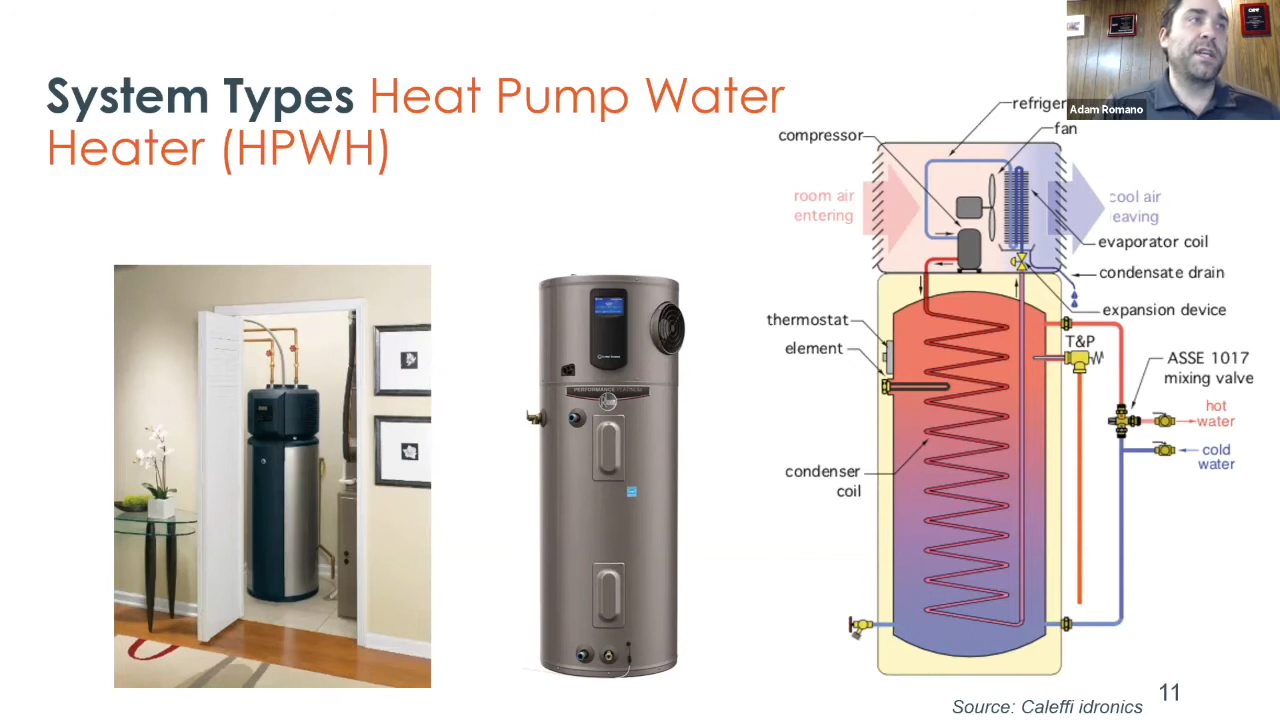 System Types Heat Pump Water
Heater (HPWH)
Adam Romano
compressor
fan
room air
entering
cool air
leaving
evaporator coil
condensate drain
expansion device
thermostat
element
T&P
ASSE 1017
mixing valve
hot
water
cold
water
condenser
coil
PERFORMANCE PLATINUM
Source: Caleffi idronics
11